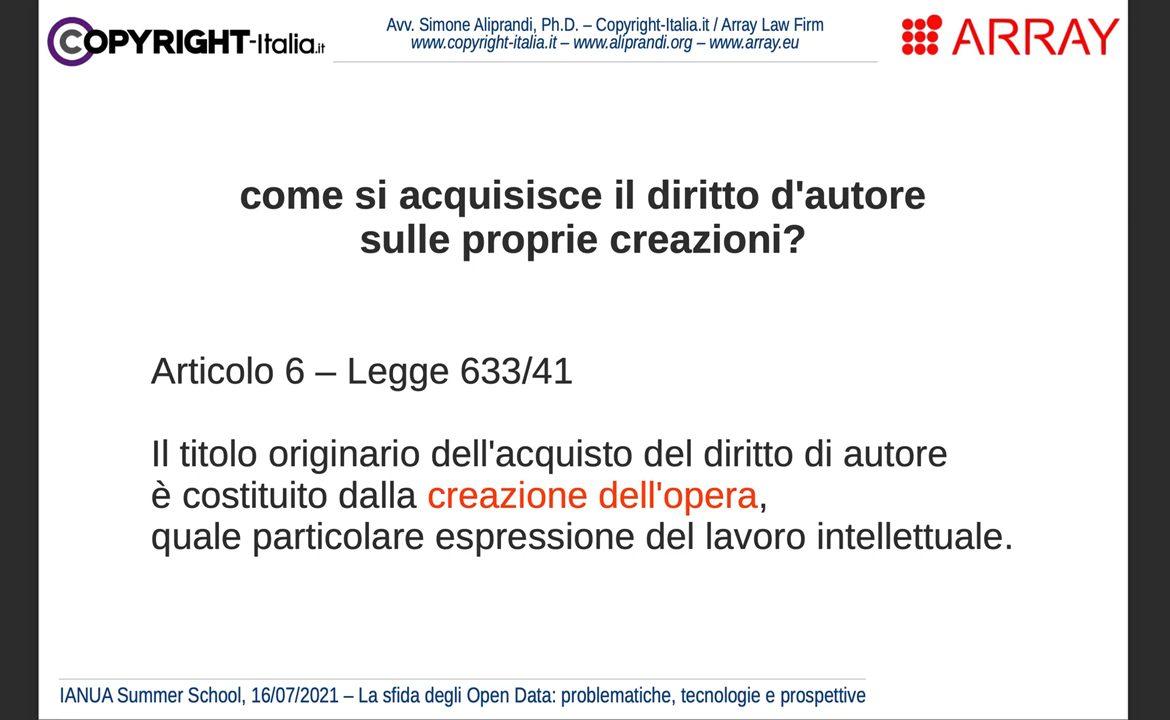 COPYRIGHT-Italia.it
Avv. Simone Aliprandi, Ph.D. – Copyright-Italia.it / Array Law Firm
www.copyright-italia.it – www.aliprandi.org – www.array.eu
ARRAY
come si acquisisce il diritto d'autore
sulle proprie creazioni?
Articolo 6 – Legge 633/41
Il titolo originario dell'acquisto del diritto di autore
è costituito dalla creazione dell'opera,
quale particolare espressione del lavoro intellettuale.
IANUA Summer School, 16/07/2021 – La sfida degli Open Data: problematiche, tecnologie e prospettive